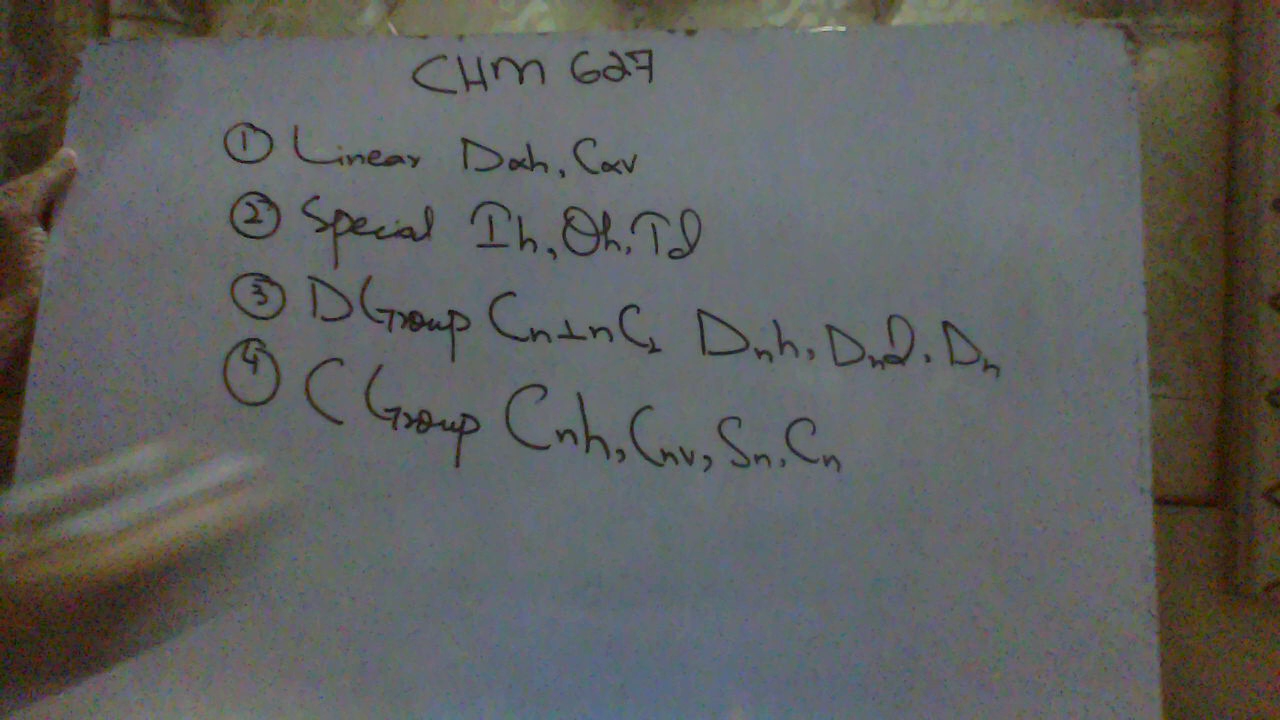 CHM 627
① Linear D∝h, C∝v
② Special Ih, Oh, Td
③ D Group Cn⊥nC₂ Dnh, Dnd, Dn
④ C Group Cnh, Cnv, Sn, Cn